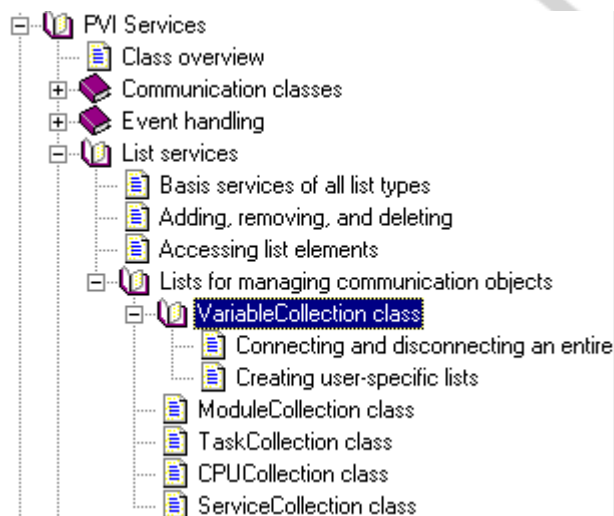 PVI Services
Class overview
Communication classes
Event handling
List services
Basis services of all list types
Adding, removing, and deleting
Accessing list elements
Lists for managing communication objects
VariableCollection class
Connecting and disconnecting an entire
Creating user-specific lists
ModuleCollection class
TaskCollection class
CPUCollection class
ServiceCollection class